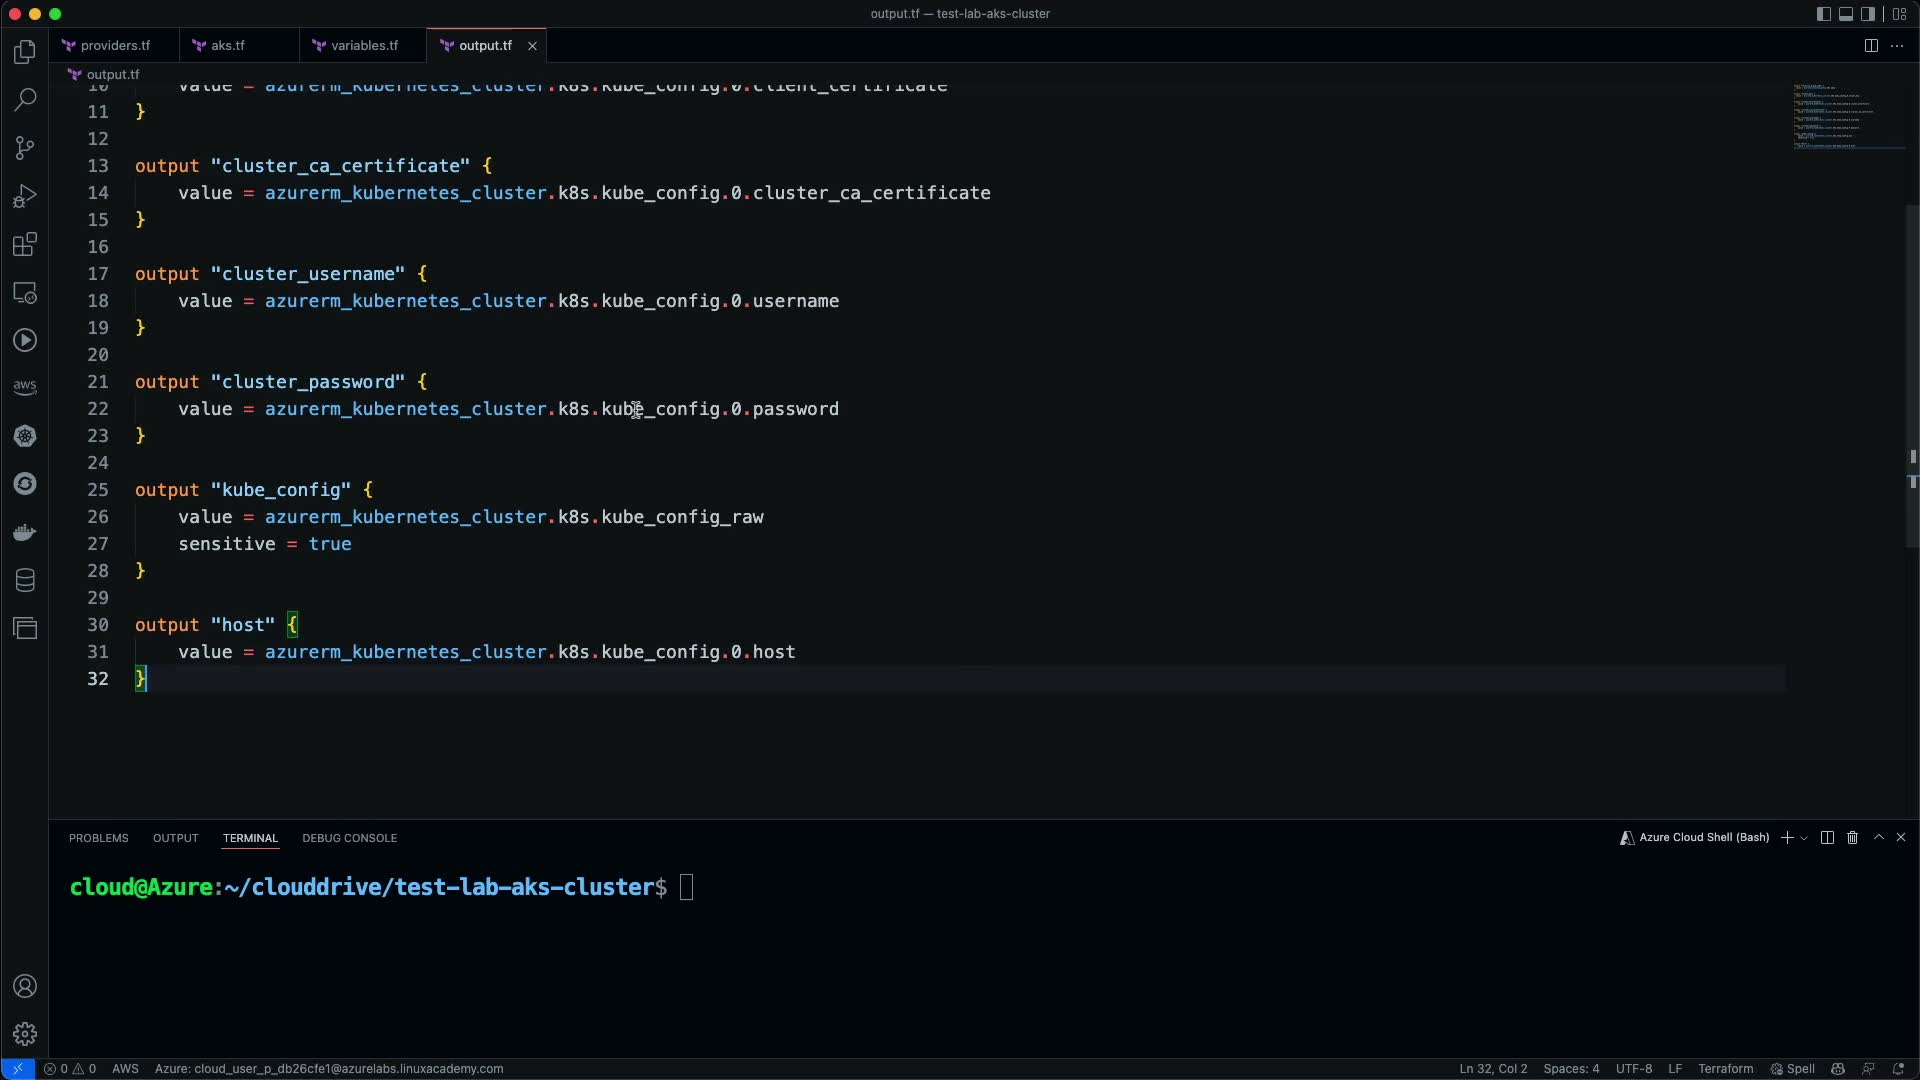 output.tf — test-lab-aks-cluster
providers.tf
aks.tf
variables.tf
output.tf
output.tf
10 value = azurerm_kubernetes_cluster.k8s.kube_config.0.client_certificate
11 }
12
13 output "cluster_ca_certificate" {
14 value = azurerm_kubernetes_cluster.k8s.kube_config.0.cluster_ca_certificate
15 }
16
17 output "cluster_username" {
18 value = azurerm_kubernetes_cluster.k8s.kube_config.0.username
19 }
20
21 output "cluster_password" {
22 value = azurerm_kubernetes_cluster.k8s.kube_config.0.password
23 }
24
25 output "kube_config" {
26 value = azurerm_kubernetes_cluster.k8s.kube_config_raw
27 sensitive = true
28 }
29
30 output "host" {
31 value = azurerm_kubernetes_cluster.k8s.kube_config.0.host
32 }
aws
PROBLEMS OUTPUT TERMINAL DEBUG CONSOLE
Azure Cloud Shell (Bash)
cloud@Azure:~/clouddrive/test-lab-aks-cluster$
0 0 AWS Azure: cloud_user_p_db26cfe1@azurelabs.linuxacademy.com
Ln 32, Col 2 Spaces: 4 UTF-8 LF Terraform Spell